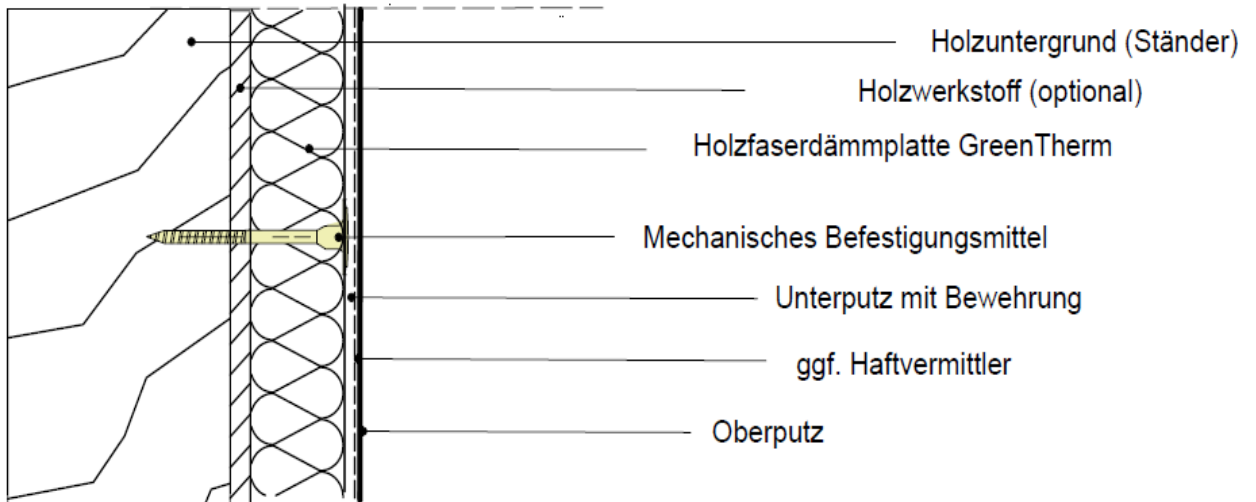 Holzuntergrund (Ständer)
Holzwerkstoff (optional)
Holzfaserdämmplatte GreenTherm
Mechanisches Befestigungsmittel
Unterputz mit Bewehrung
ggf. Haftvermittler
Oberputz